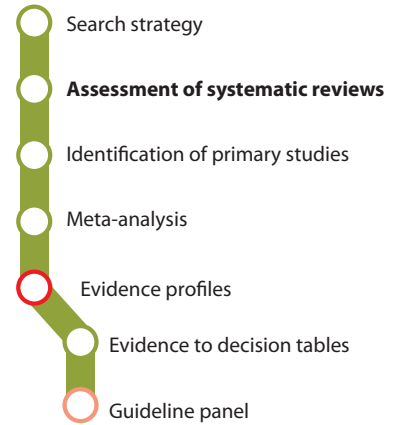 Search strategy
Assessment of systematic reviews
Identification of primary studies
Meta-analysis
Evidence profiles
Evidence to decision tables
Guideline panel